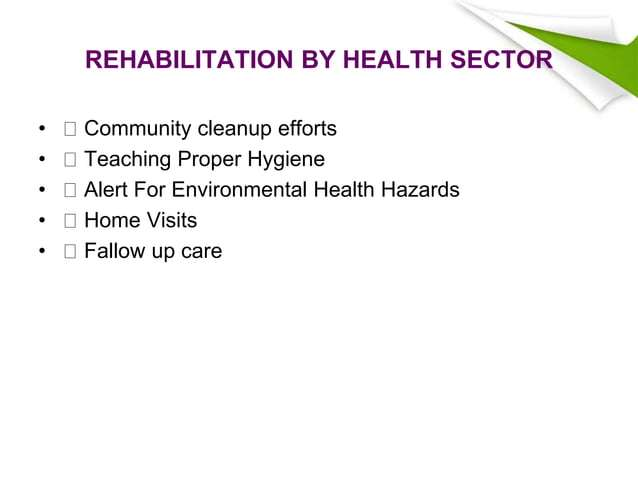 REHABILITATION BY HEALTH SECTOR
• □ Community cleanup efforts
• □ Teaching Proper Hygiene
• □ Alert For Environmental Health Hazards
• □ Home Visits
• □ Fallow up care